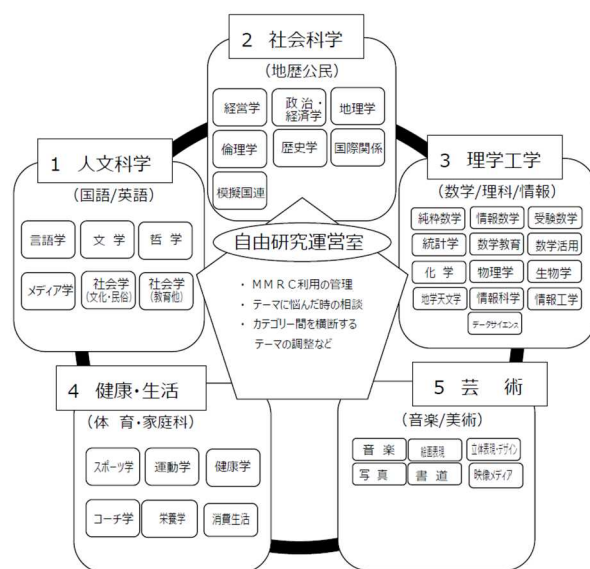 2 社会科学
(地歴公民)
経営学
政治・
経済学
地理学
倫理学
歴史学
国際関係
模擬国連
1 人文科学
(国語/英語)
言語学
文学
哲学
メディア学
社会学
(文化・民俗)
社会学
(教育他)
3 理学工学
(数学/理科/情報)
純粋数学
情報数学
受験数学
統計学
数学教育
数学活用
化学
物理学
生物学
地学天文学
情報科学
情報工学
データサイエンス
自由研究運営室
・ MMRC利用の管理
・ テーマに悩んだ時の相談
・ カテゴリー間を横断する
テーマの調整など
4 健康・生活
(体育・家庭科)
スポーツ学
運動学
健康学
コーチ学
栄養学
消費生活
5 芸術
(音楽/美術)
音楽
絵画表現
立体表現・デザイン
写真
書道
映像メディア